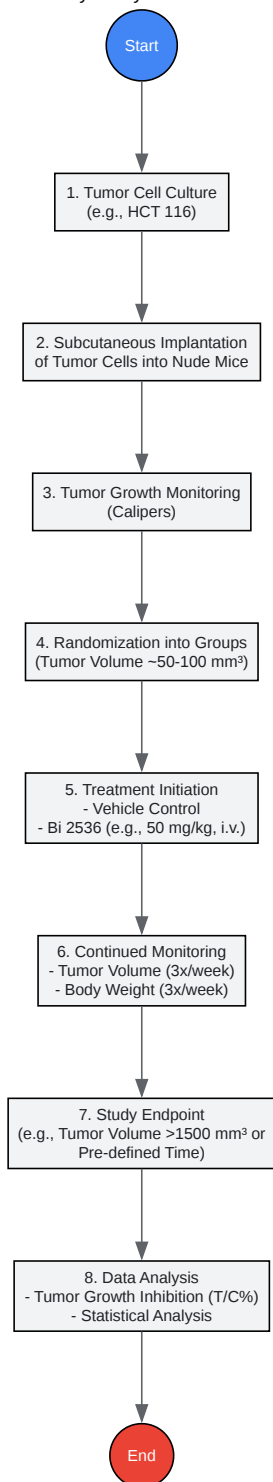 Start
1. Tumor Cell Culture
(e.g., HCT 116)
2. Subcutaneous Implantation
of Tumor Cells into Nude Mice
3. Tumor Growth Monitoring
(Calipers)
4. Randomization into Groups
(Tumor Volume ~50-100 mm³)
5. Treatment Initiation
- Vehicle Control
- Bi 2536 (e.g., 50 mg/kg, i.v.)
6. Continued Monitoring
- Tumor Volume (3x/week)
- Body Weight (3x/week)
7. Study Endpoint
(e.g., Tumor Volume >1500 mm³ or
Pre-defined Time)
8. Data Analysis
- Tumor Growth Inhibition (T/C%)
- Statistical Analysis
End